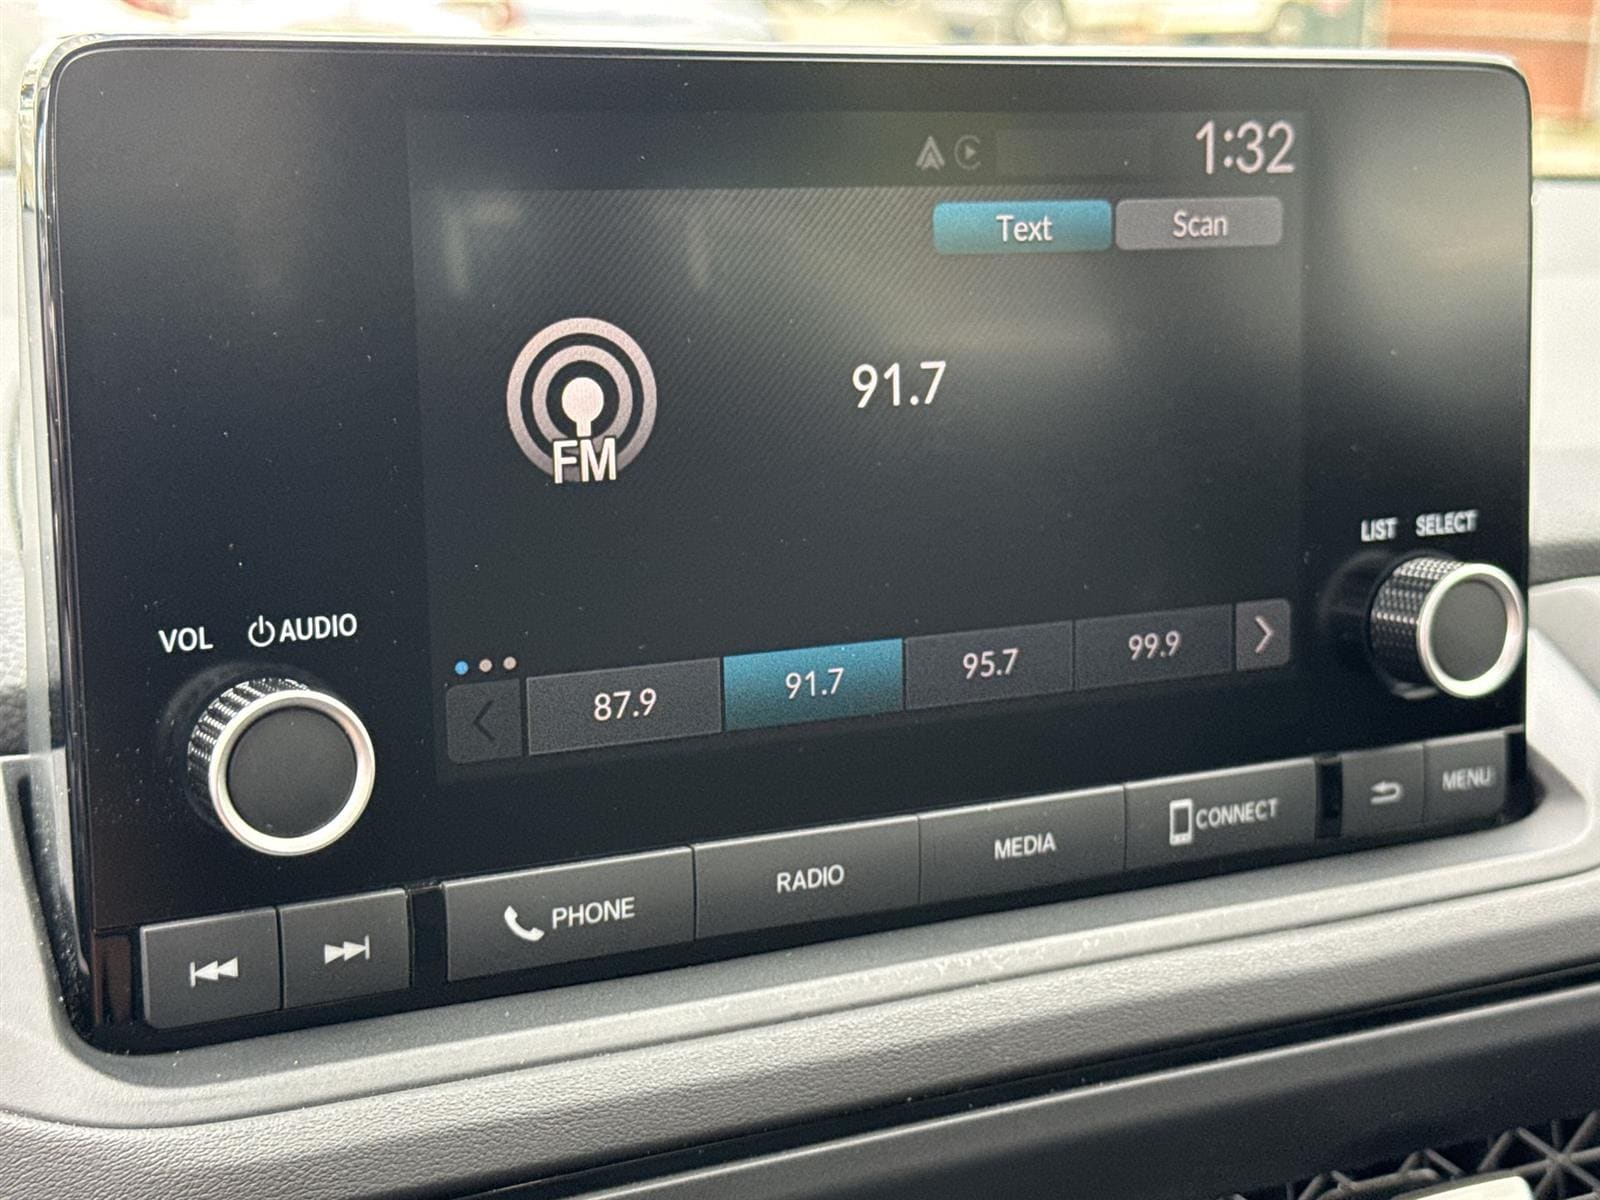 1:32
Text Scan
91.7
FM
LIST SELECT
VOL AUDIO
87.9 91.7 95.7 99.9
PHONE RADIO MEDIA CONNECT MENU